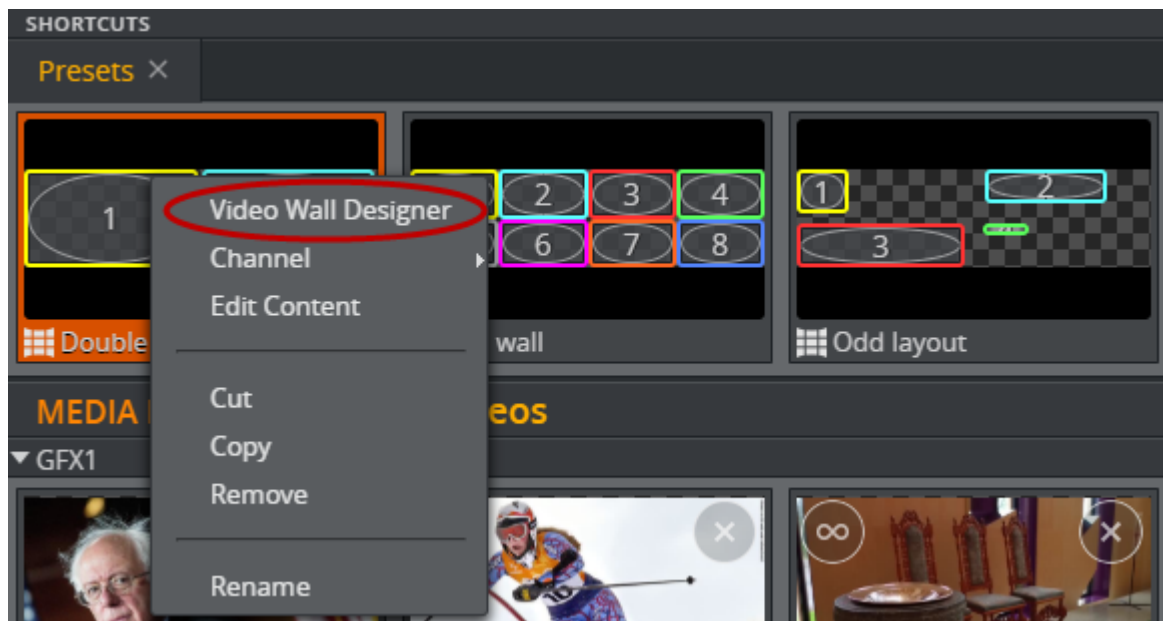 SHORTCUTS
Presets ×
1
2
3
4
6
7
8
1
2
3
Double
wall
Odd layout
Video Wall Designer
Channel
Edit Content
Cut
Copy
Remove
Rename
MEDIA
eos
GFX1
10